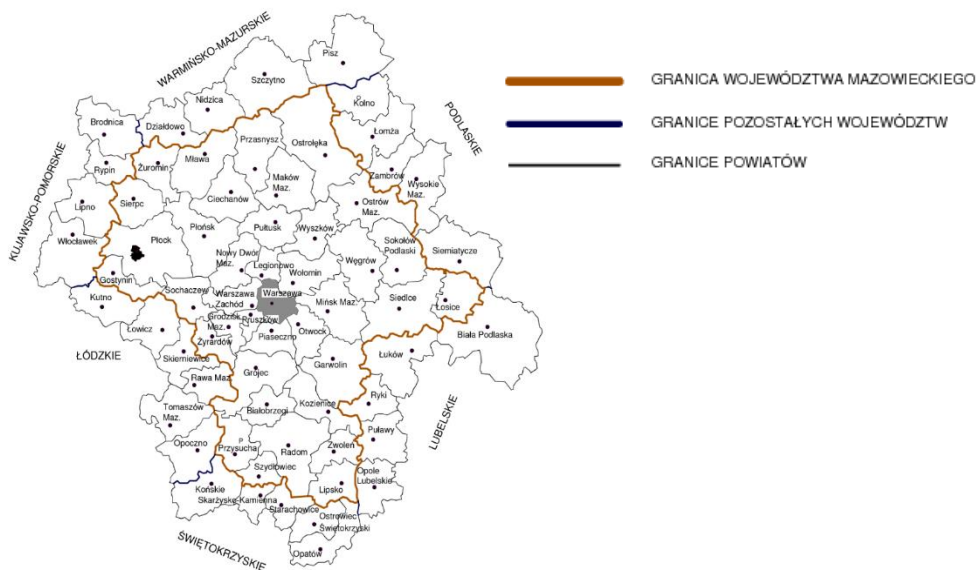 WARMIŃSKO-MAZURSKIE
Pisz
Szczytno
GRANICA WOJEWÓDZTWA MAZOWIECKIEGO
Nidzica
Kolno
PODLASKIE
Brodnica
Działdowo
GRANICE POZOSTAŁYCH WOJEWÓDZTW
Przasnysz
Łomża
Ostrołęka
Mława
GRANICE POWIATÓW
Rypin
Żuromin
Maków
Maz.
Zambrów
Wysokie
Maz.
KUJAWSKO-POMORSKIE
Lipno
Sierpc
Ciechanów
Ostrów
Maz.
Włocławek
Płock
Płońsk
Pułtusk
Wyszków
Sokołów
Podlaski
Siemiatycze
Nowy Dwór
Maz.
Legionowo
Wołomin
Węgrów
Gostynin
Kutno
Sochaczew
Warszawa
Zachód
Warszawa
Mińsk Maz.
Siedlce
Łosice
Łowicz
Grodzisk
Maz.
Pruszków
Piaseczno
Otwock
Biała Podlaska
ŁÓDZKIE
Żyrardów
Skierniewice
Grójec
Garwolin
Łuków
Rawa Maz.
Białobrzegi
Kozienice
Ryki
LUBELSKIE
Tomaszów
Maz.
Opoczno
P
Przysucha
Radom
Zwoleń
Puławy
Szydłowiec
Opole
Lubelskie
Końskie
Skarżysko-Kamienna
Lipsko
Starachowice
Ostrowiec
Świętokrzyski
ŚWIĘTOKRZYSKIE
Opatów